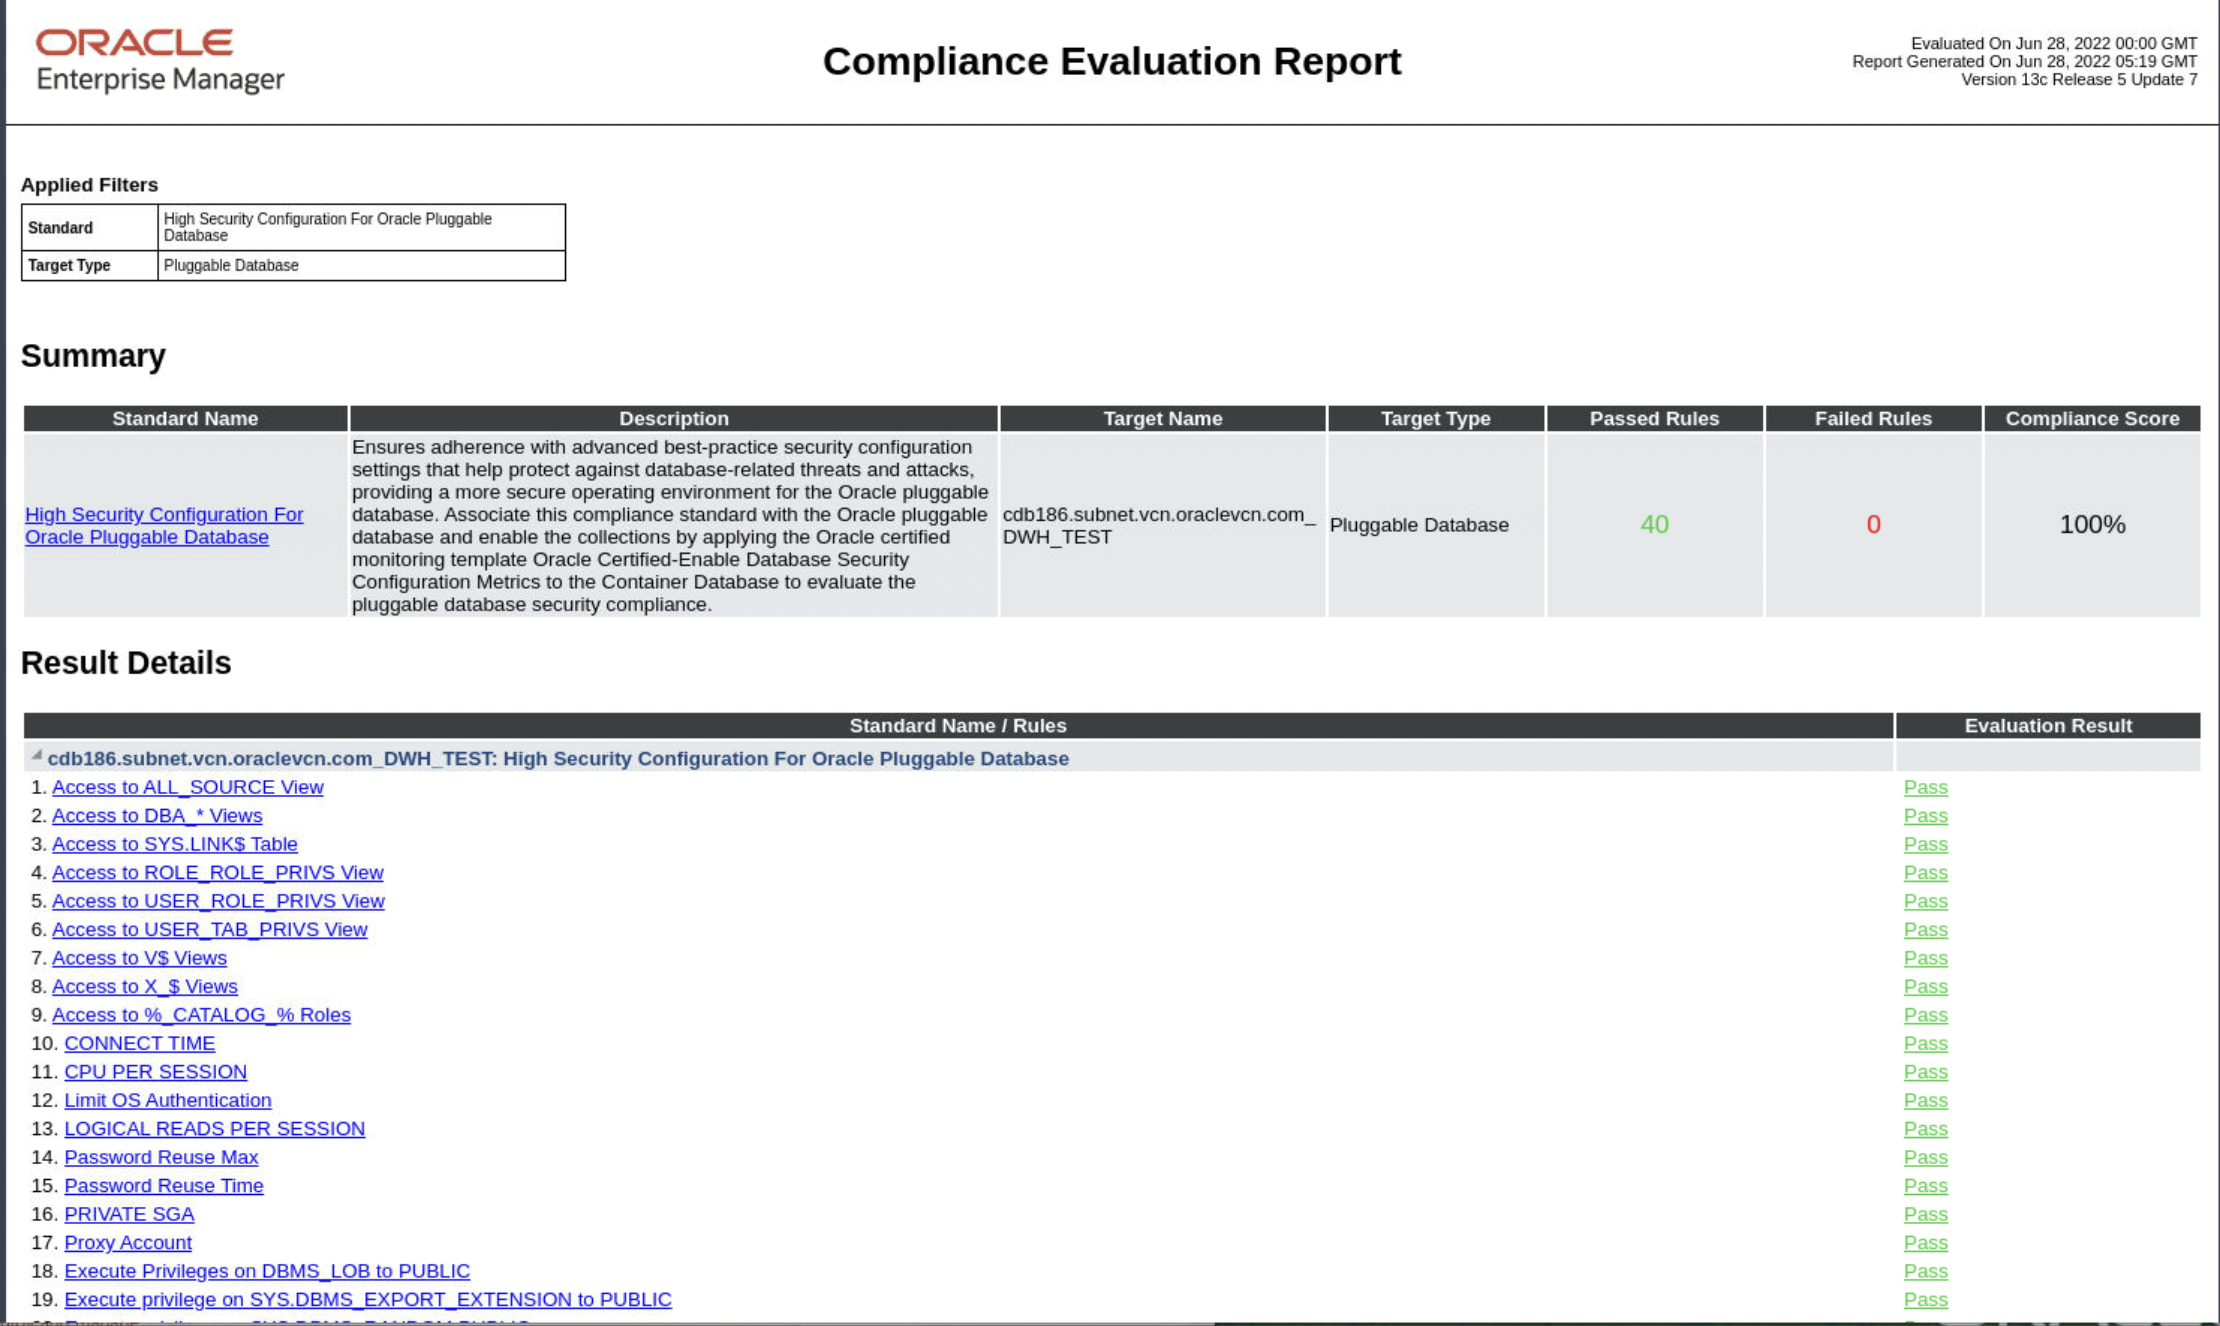 ORACLE
Enterprise Manager
Compliance Evaluation Report
Evaluated On Jun 28, 2022 00:00 GMT
Report Generated On Jun 28, 2022 05:19 GMT
Version 13c Release 5 Update 7
Applied Filters
Standard
High Security Configuration For Oracle Pluggable
Database
Target Type
Pluggable Database
Summary
Standard Name
Description
Target Name
Target Type
Passed Rules
Failed Rules
Compliance Score
High Security Configuration For
Oracle Pluggable Database
Ensures adherence with advanced best-practice security configuration
settings that help protect against database-related threats and attacks,
providing a more secure operating environment for the Oracle pluggable
database. Associate this compliance standard with the Oracle pluggable
database and enable the collections by applying the Oracle certified
monitoring template Oracle Certified-Enable Database Security
Configuration Metrics to the Container Database to evaluate the
pluggable database security compliance.
cdb186.subnet.vcn.oraclevcn.com_
DWH_TEST
Pluggable Database
40
0
100%
Result Details
Standard Name / Rules
Evaluation Result
cdb186.subnet.vcn.oraclevcn.com_DWH_TEST: High Security Configuration For Oracle Pluggable Database
1. Access to ALL_SOURCE View Pass
2. Access to DBA_* Views Pass
3. Access to SYS.LINK$ Table Pass
4. Access to ROLE_ROLE_PRIVS View Pass
5. Access to USER_ROLE_PRIVS View Pass
6. Access to USER_TAB_PRIVS View Pass
7. Access to V$ Views Pass
8. Access to X_$ Views Pass
9. Access to %_CATALOG_% Roles Pass
10. CONNECT TIME Pass
11. CPU PER SESSION Pass
12. Limit OS Authentication Pass
13. LOGICAL READS PER SESSION Pass
14. Password Reuse Max Pass
15. Password Reuse Time Pass
16. PRIVATE SGA Pass
17. Proxy Account Pass
18. Execute Privileges on DBMS_LOB to PUBLIC Pass
19. Execute privilege on SYS.DBMS_EXPORT_EXTENSION to PUBLIC Pass